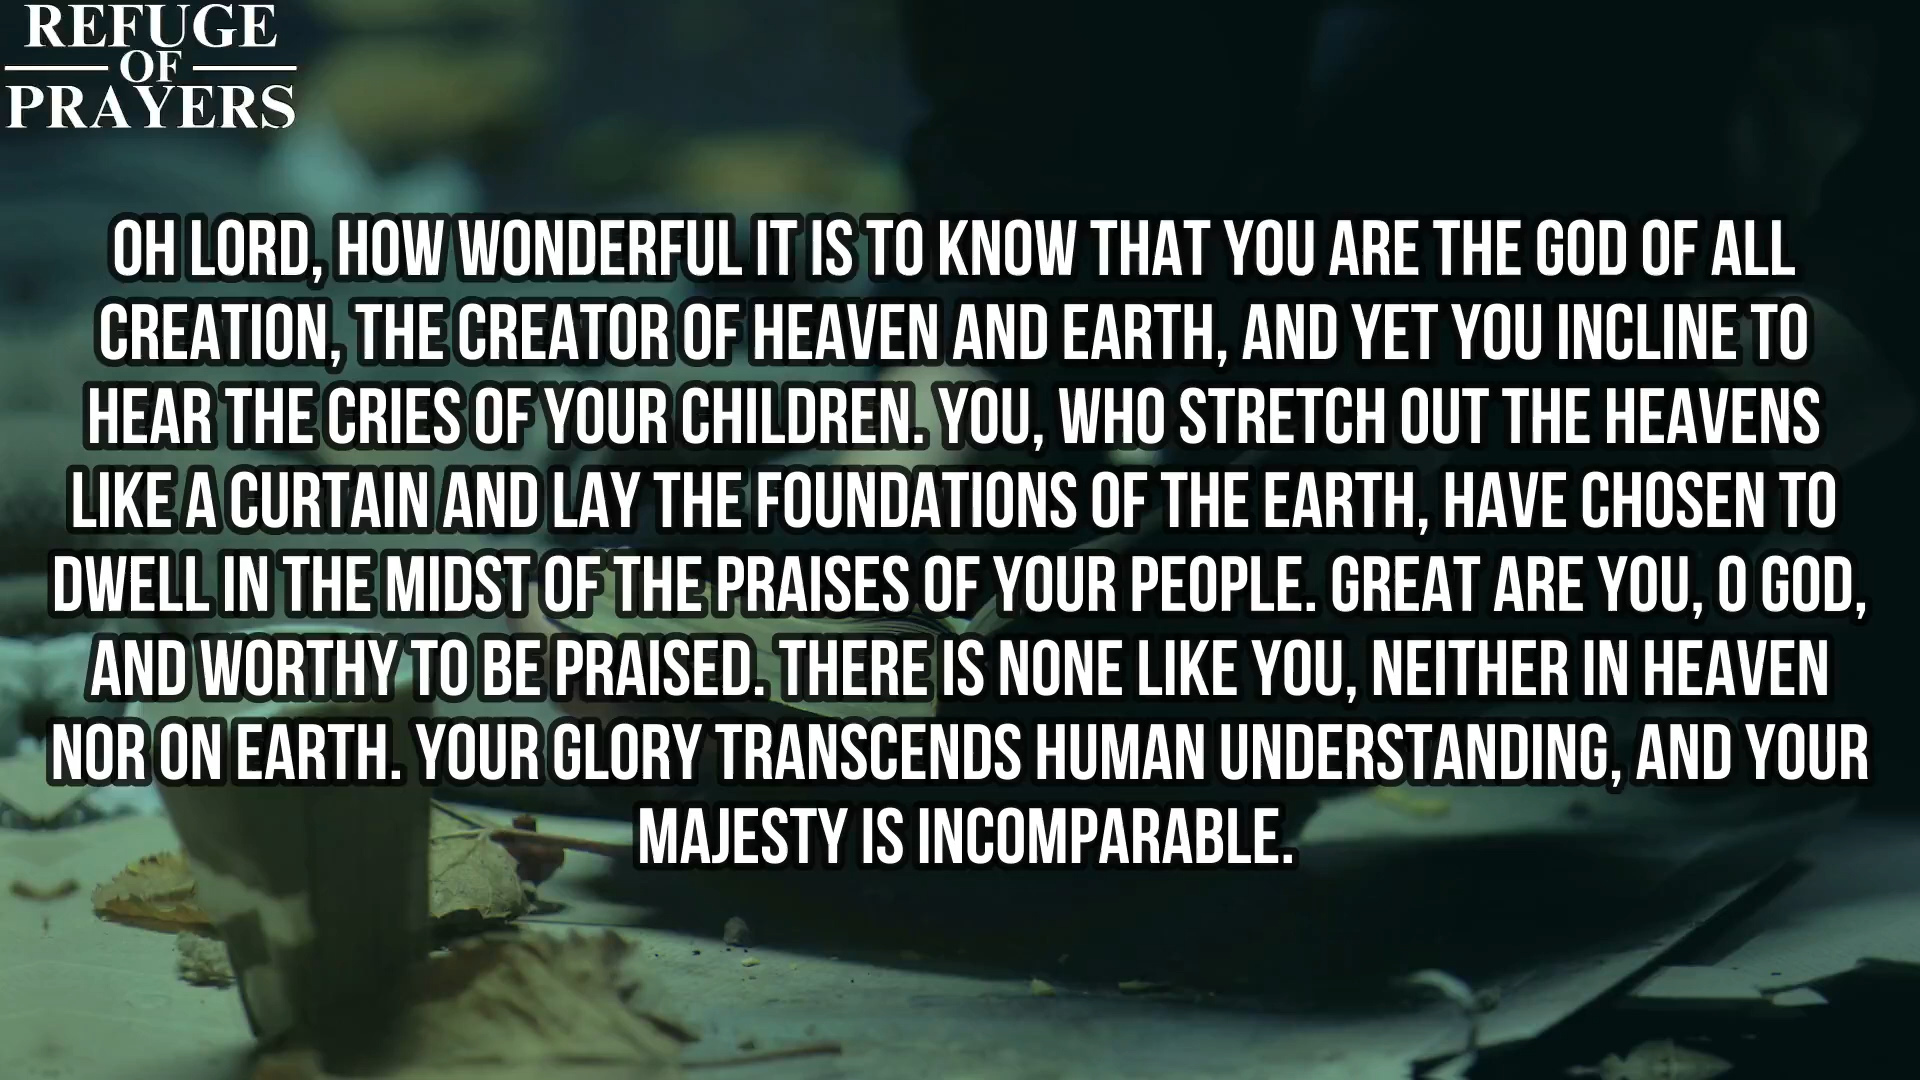 REFUGE
OF
PRAYERS
OH LORD, HOW WONDERFUL IT IS TO KNOW THAT YOU ARE THE GOD OF ALL
CREATION, THE CREATOR OF HEAVEN AND EARTH, AND YET YOU INCLINE TO
HEAR THE CRIES OF YOUR CHILDREN. YOU, WHO STRETCH OUT THE HEAVENS
LIKE A CURTAIN AND LAY THE FOUNDATIONS OF THE EARTH, HAVE CHOSEN TO
DWELL IN THE MIDST OF THE PRAISES OF YOUR PEOPLE. GREAT ARE YOU, O GOD,
AND WORTHY TO BE PRAISED. THERE IS NONE LIKE YOU, NEITHER IN HEAVEN
NOR ON EARTH. YOUR GLORY TRANSCENDS HUMAN UNDERSTANDING, AND YOUR
MAJESTY IS INCOMPARABLE.